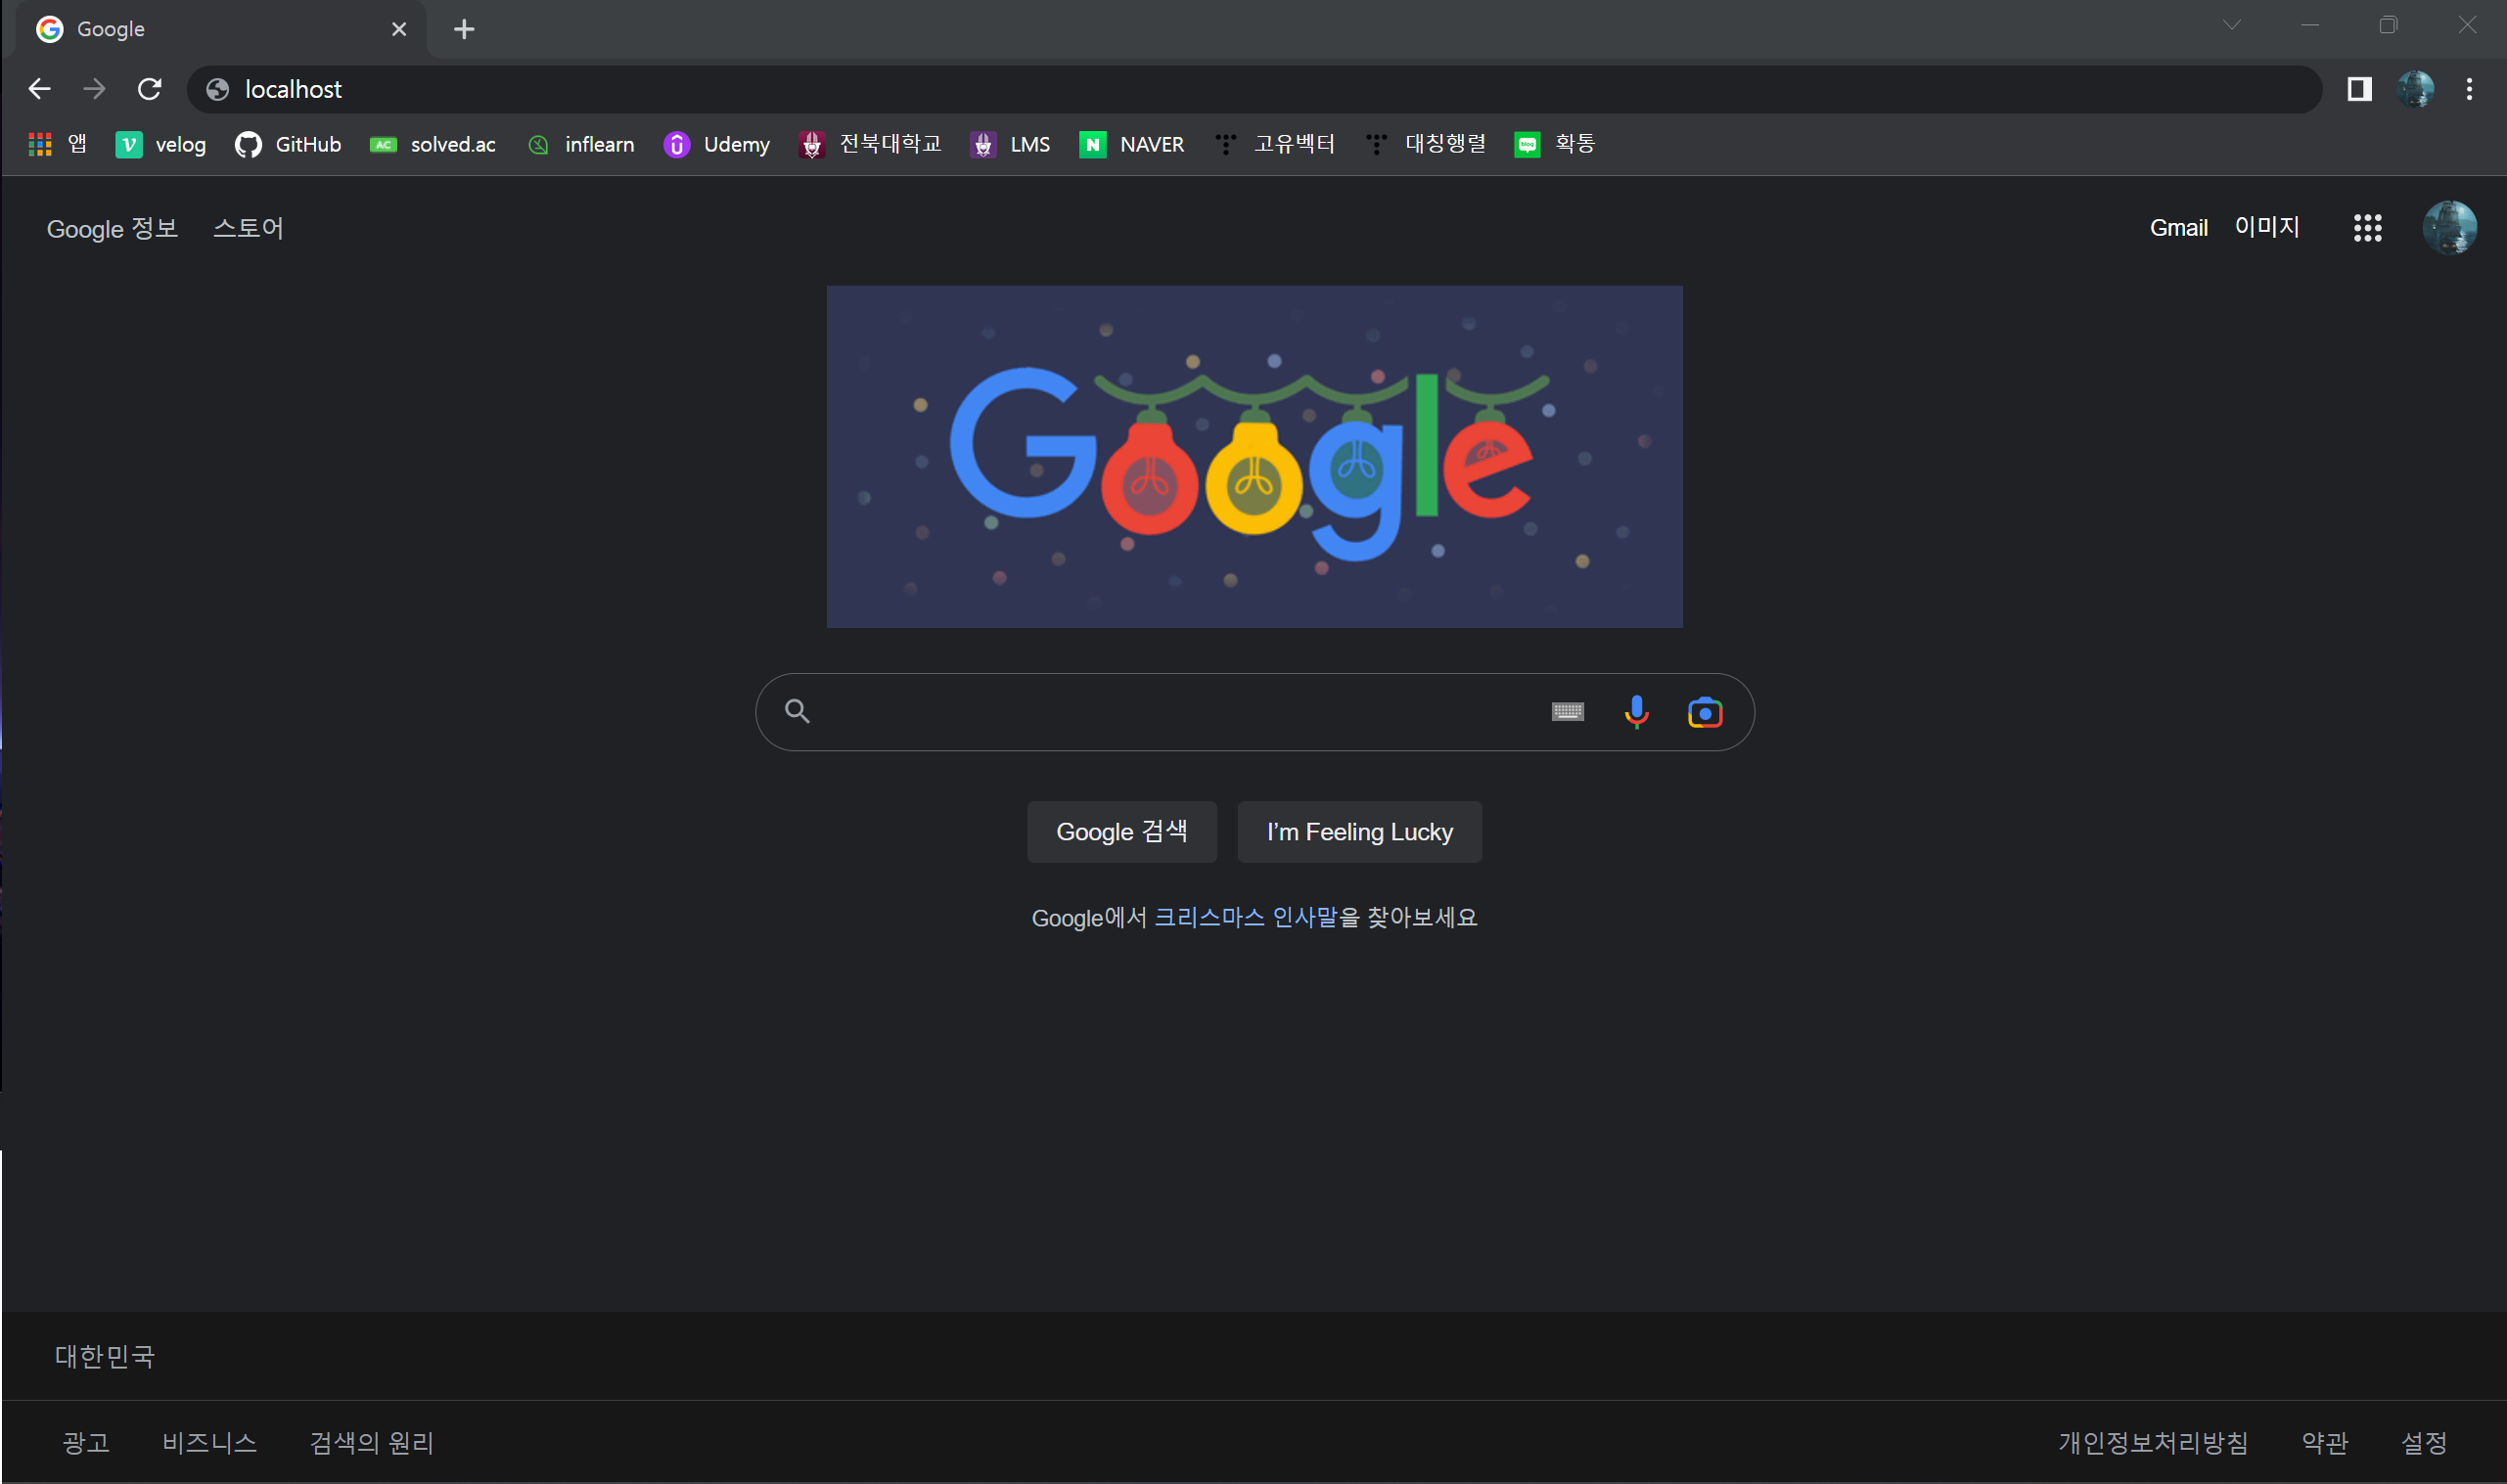 Google
localhost
앱 velog GitHub solved.ac inflearn Udemy 전북대학교 LMS NAVER 고유벡터 대칭행렬 확통
Google 정보 스토어 Gmail 이미지
Google
Google 검색 I'm Feeling Lucky
Google에서 크리스마스 인사말을 찾아보세요
대한민국
광고 비즈니스 검색의 원리 개인정보처리방침 약관 설정